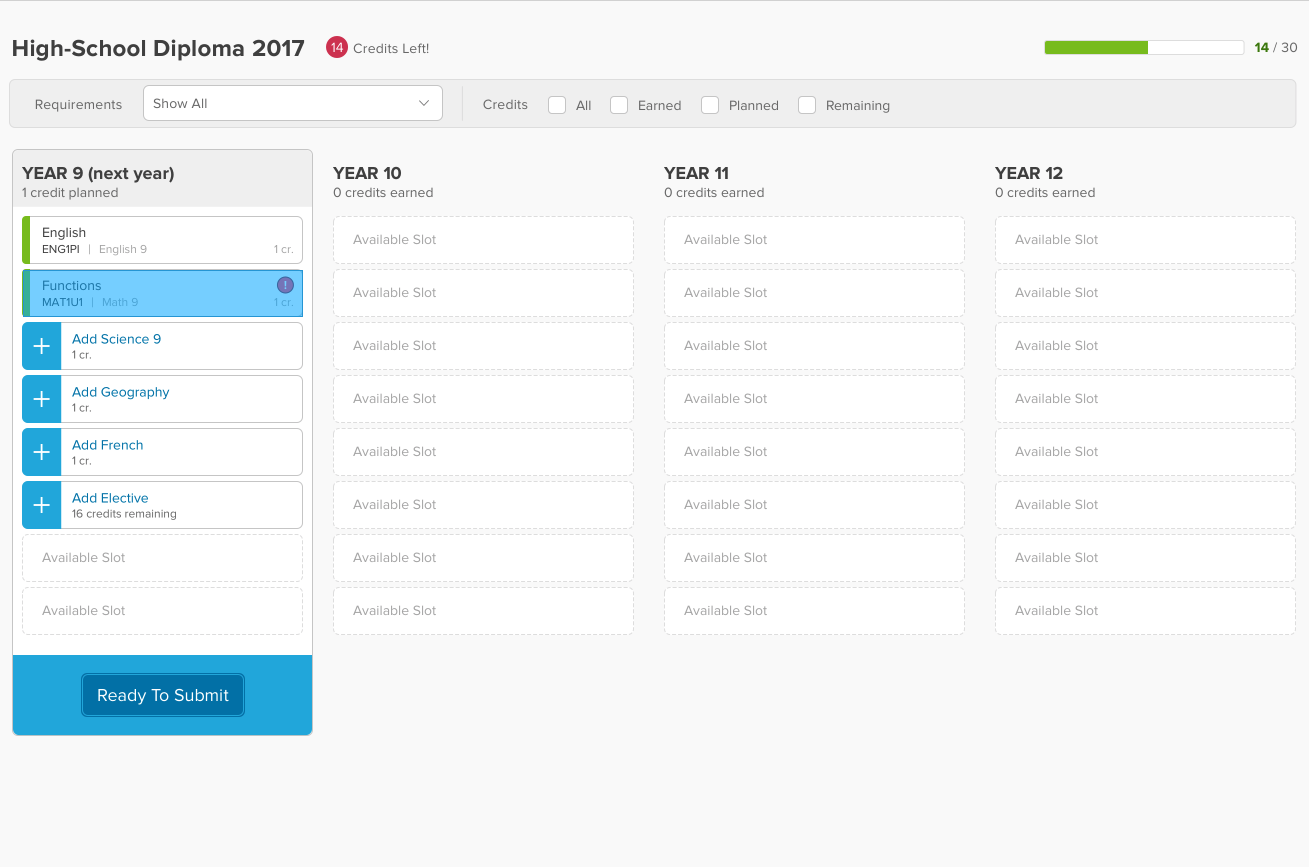 High-School Diploma 2017 14 Credits Left! 14 / 30
Requirements Show All Credits All Earned Planned Remaining
YEAR 9 (next year)
1 credit planned
English
ENG1PI | English 9 1 cr.
Functions !
MAT1U1 | Math 9 1 cr.
Add Science 9
1 cr.
Add Geography
1 cr.
Add French
1 cr.
Add Elective
16 credits remaining
Available Slot
Available Slot
Ready To Submit
YEAR 10
0 credits earned
Available Slot
Available Slot
Available Slot
Available Slot
Available Slot
Available Slot
Available Slot
Available Slot
YEAR 11
0 credits earned
Available Slot
Available Slot
Available Slot
Available Slot
Available Slot
Available Slot
Available Slot
Available Slot
YEAR 12
0 credits earned
Available Slot
Available Slot
Available Slot
Available Slot
Available Slot
Available Slot
Available Slot
Available Slot